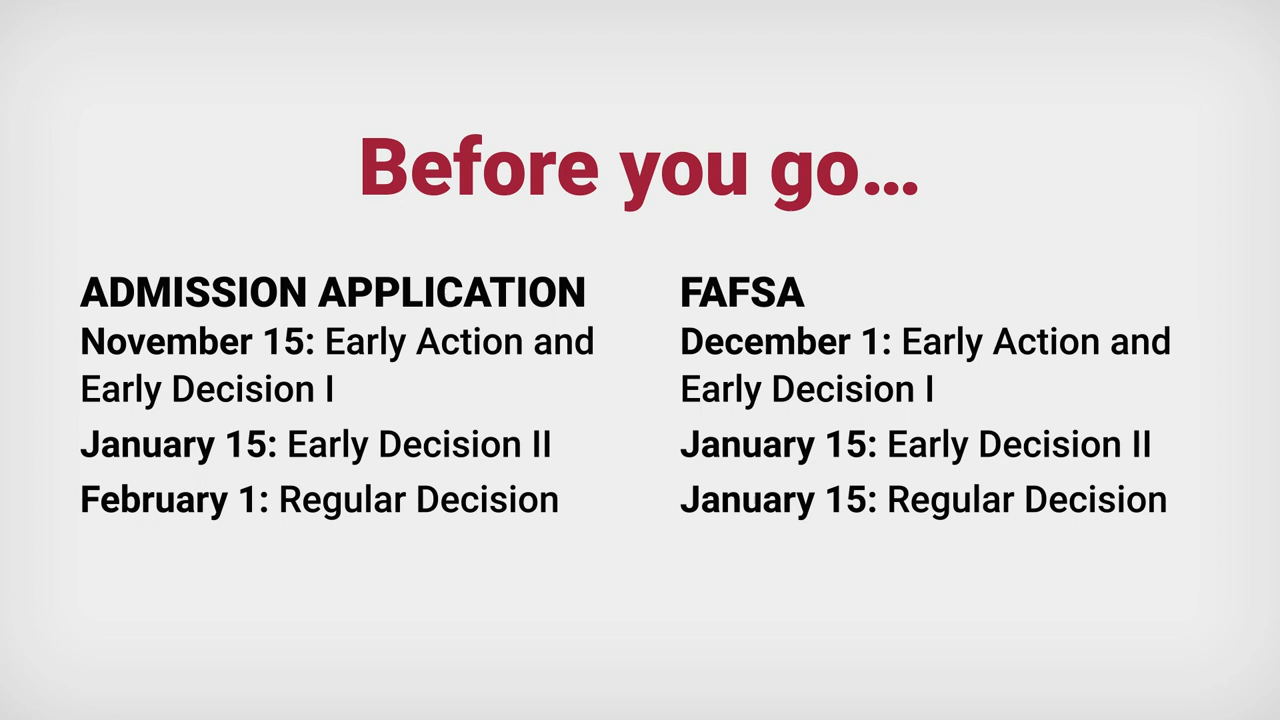 Before you go…
ADMISSION APPLICATION
November 15: Early Action and
Early Decision I
January 15: Early Decision II
February 1: Regular Decision
FAFSA
December 1: Early Action and
Early Decision I
January 15: Early Decision II
January 15: Regular Decision